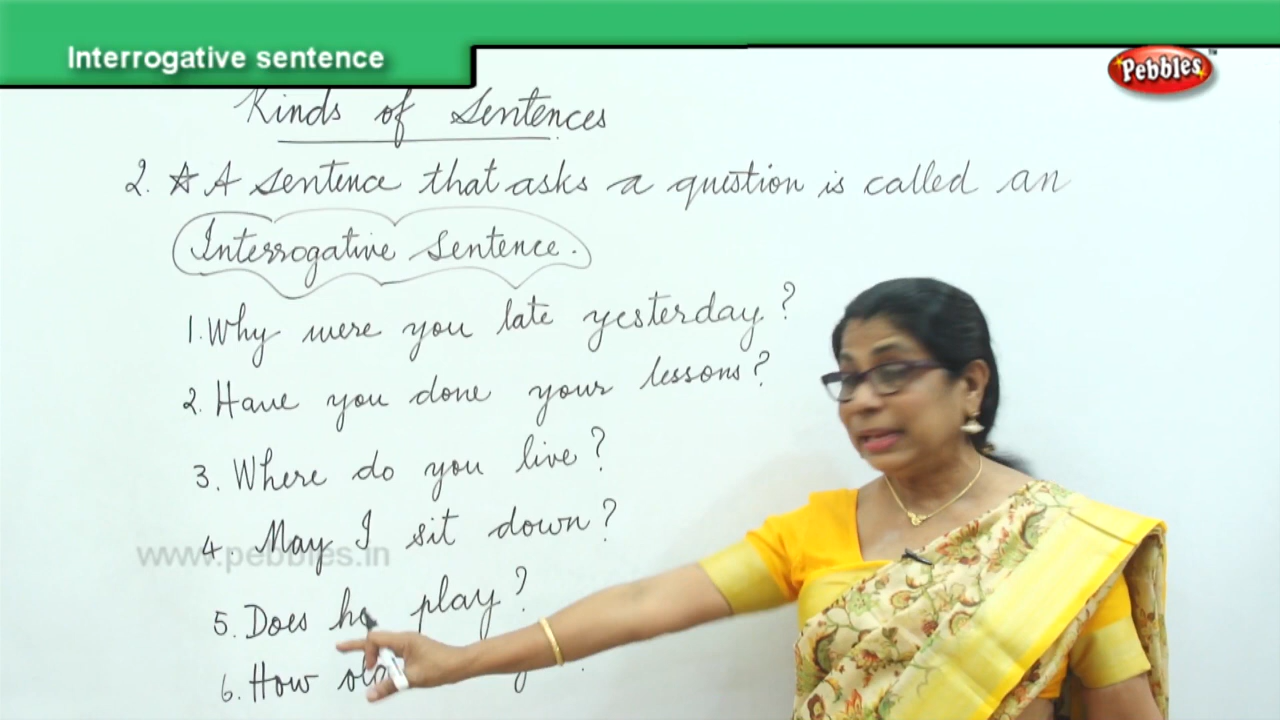 Interrogative sentence
Pebbles
Kinds of Sentences
2. ☆ A sentence that asks a question is called an
Interrogative sentence.
1. Why were you late yesterday?
2. Have you done your lessons?
3. Where do you live?
4. May I sit down?
www.pebbles.in
5. Does he play?
6. How